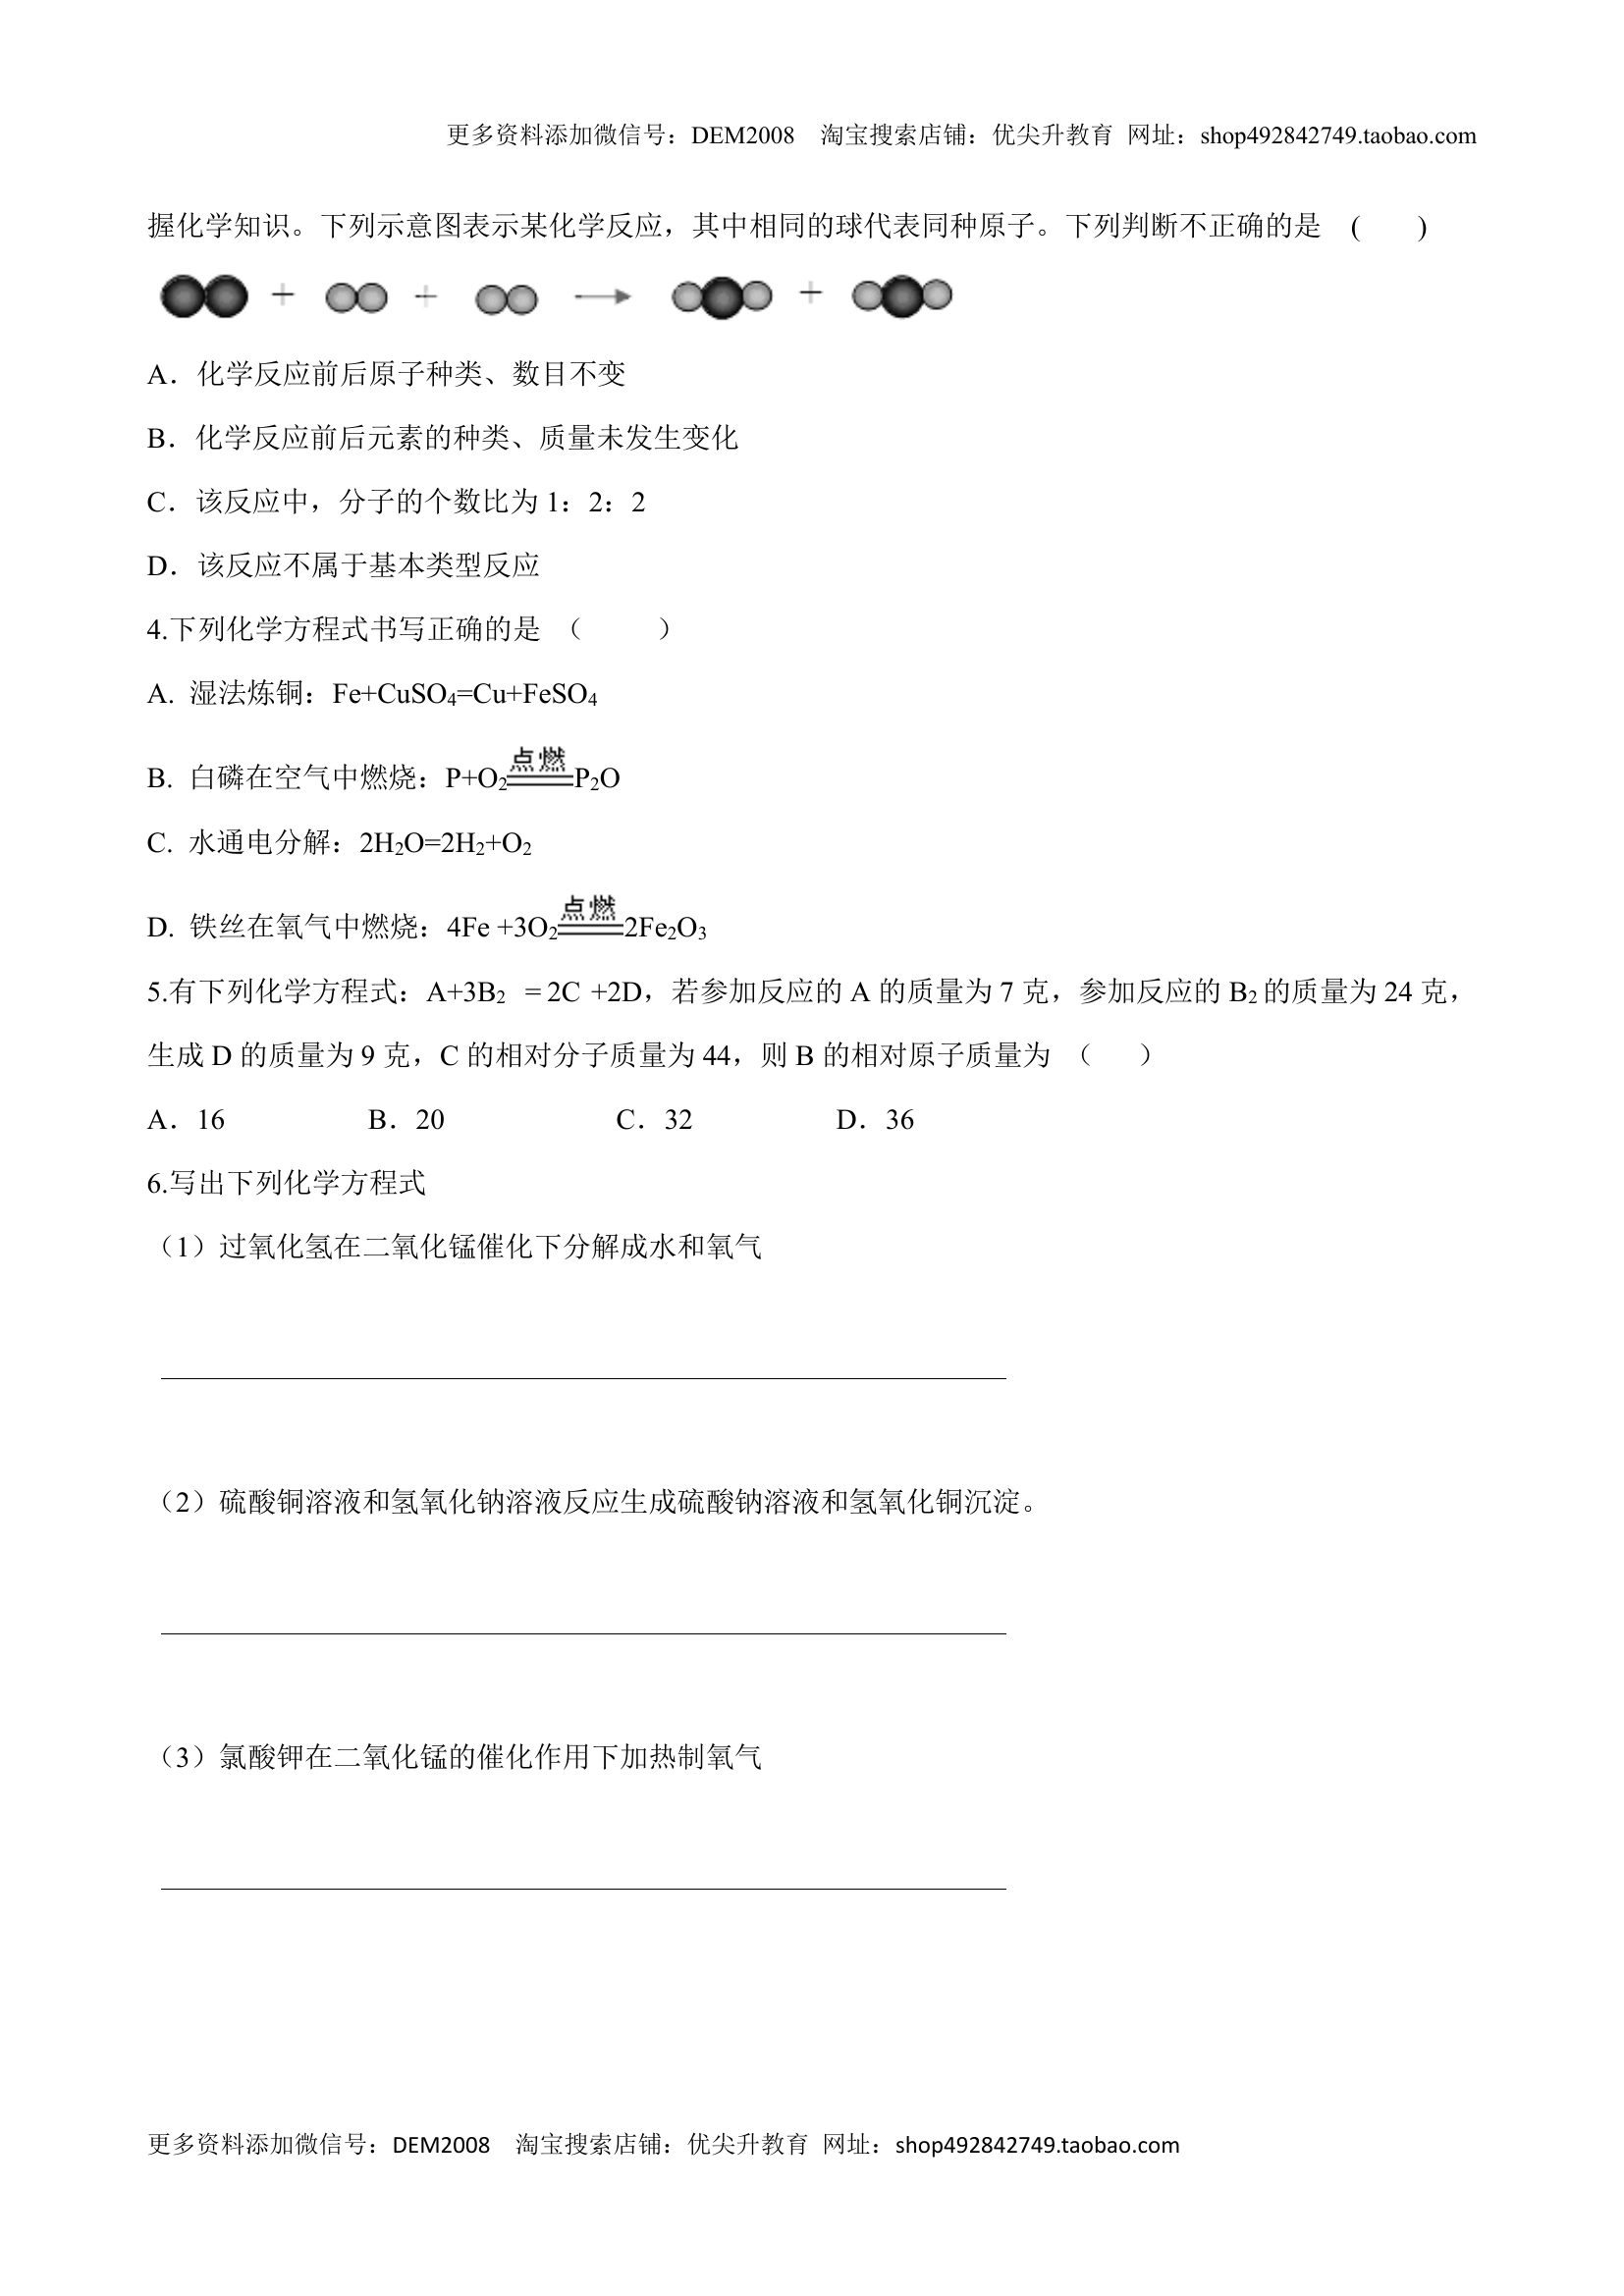 更多资料添加微信号：DEM2008 淘宝搜索店铺：优尖升教育 网址：shop492842749.taobao.com
握化学知识。下列示意图表示某化学反应，其中相同的球代表同种原子。下列判断不正确的是 ( )
+ + → +
A．化学反应前后原子种类、数目不变
B．化学反应前后元素的种类、质量未发生变化
C．该反应中，分子的个数比为 1：2：2
D．该反应不属于基本类型反应
4.下列化学方程式书写正确的是 （ ）
A. 湿法炼铜：Fe+CuSO₄=Cu+FeSO₄
B. 白磷在空气中燃烧：P+O₂ 点燃 P₂O
C. 水通电分解：2H₂O=2H₂+O₂
D. 铁丝在氧气中燃烧：4Fe +3O₂ 点燃 2Fe₂O₃
5.有下列化学方程式：A+3B₂ = 2C +2D，若参加反应的 A 的质量为 7 克，参加反应的 B₂ 的质量为 24 克，
生成 D 的质量为 9 克，C 的相对分子质量为 44，则 B 的相对原子质量为 （ ）
A．16 B．20 C．32 D．36
6.写出下列化学方程式
（1）过氧化氢在二氧化锰催化下分解成水和氧气
（2）硫酸铜溶液和氢氧化钠溶液反应生成硫酸钠溶液和氢氧化铜沉淀。
（3）氯酸钾在二氧化锰的催化作用下加热制氧气
更多资料添加微信号：DEM2008 淘宝搜索店铺：优尖升教育 网址：shop492842749.taobao.com